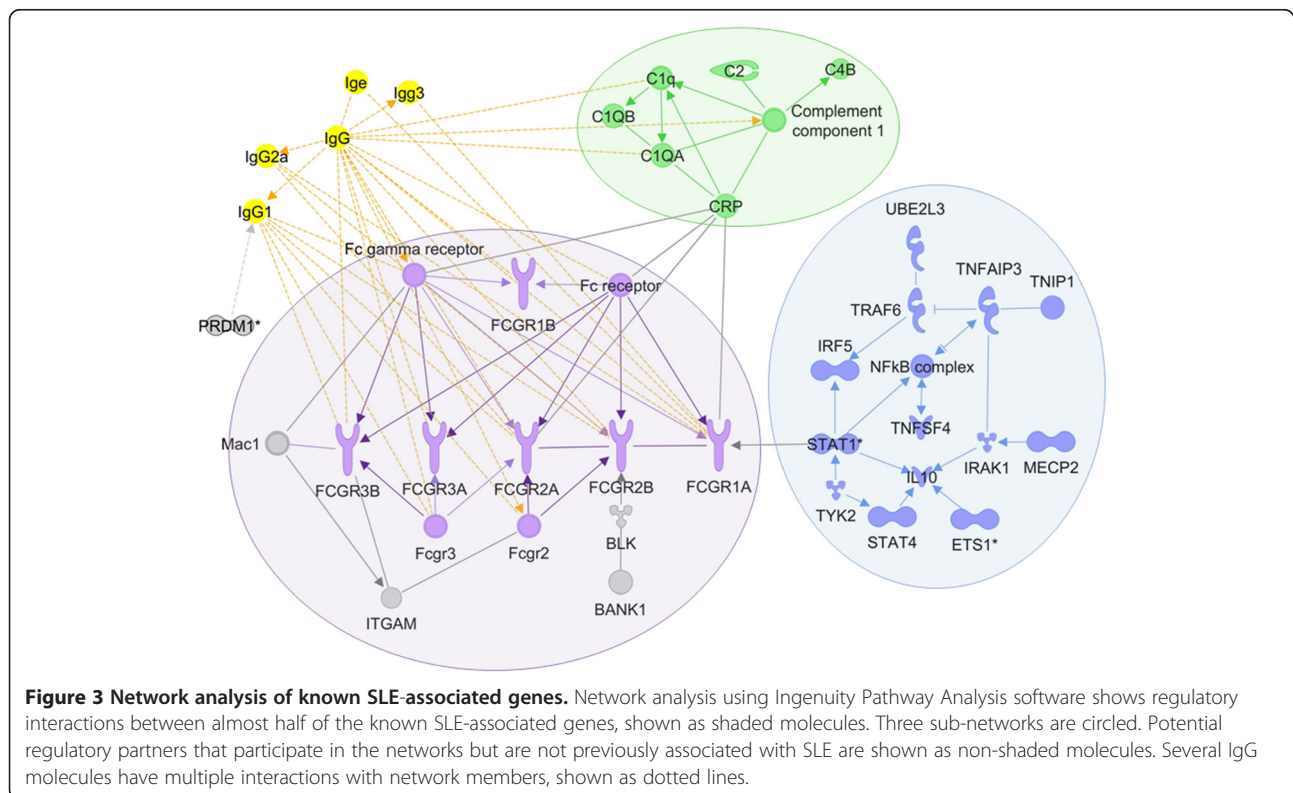 Ige
Igg3
IgG
IgG2a
IgG1
PRDM1*
C1q
C2
C4B
C1QB
Complement
component 1
C1QA
CRP
Fc gamma receptor
Fc receptor
FCGR1B
Mac1
FCGR3B
FCGR3A
FCGR2A
FCGR2B
FCGR1A
Fcgr3
Fcgr2
BLK
BANK1
ITGAM
UBE2L3
TNFAIP3
TNIP1
TRAF6
IRF5
NFkB complex
TNFSF4
STAT1*
IL10
IRAK1
MECP2
TYK2
STAT4
ETS1*
Figure 3 Network analysis of known SLE-associated genes. Network analysis using Ingenuity Pathway Analysis software shows regulatory
interactions between almost half of the known SLE-associated genes, shown as shaded molecules. Three sub-networks are circled. Potential
regulatory partners that participate in the networks but are not previously associated with SLE are shown as non-shaded molecules. Several IgG
molecules have multiple interactions with network members, shown as dotted lines.